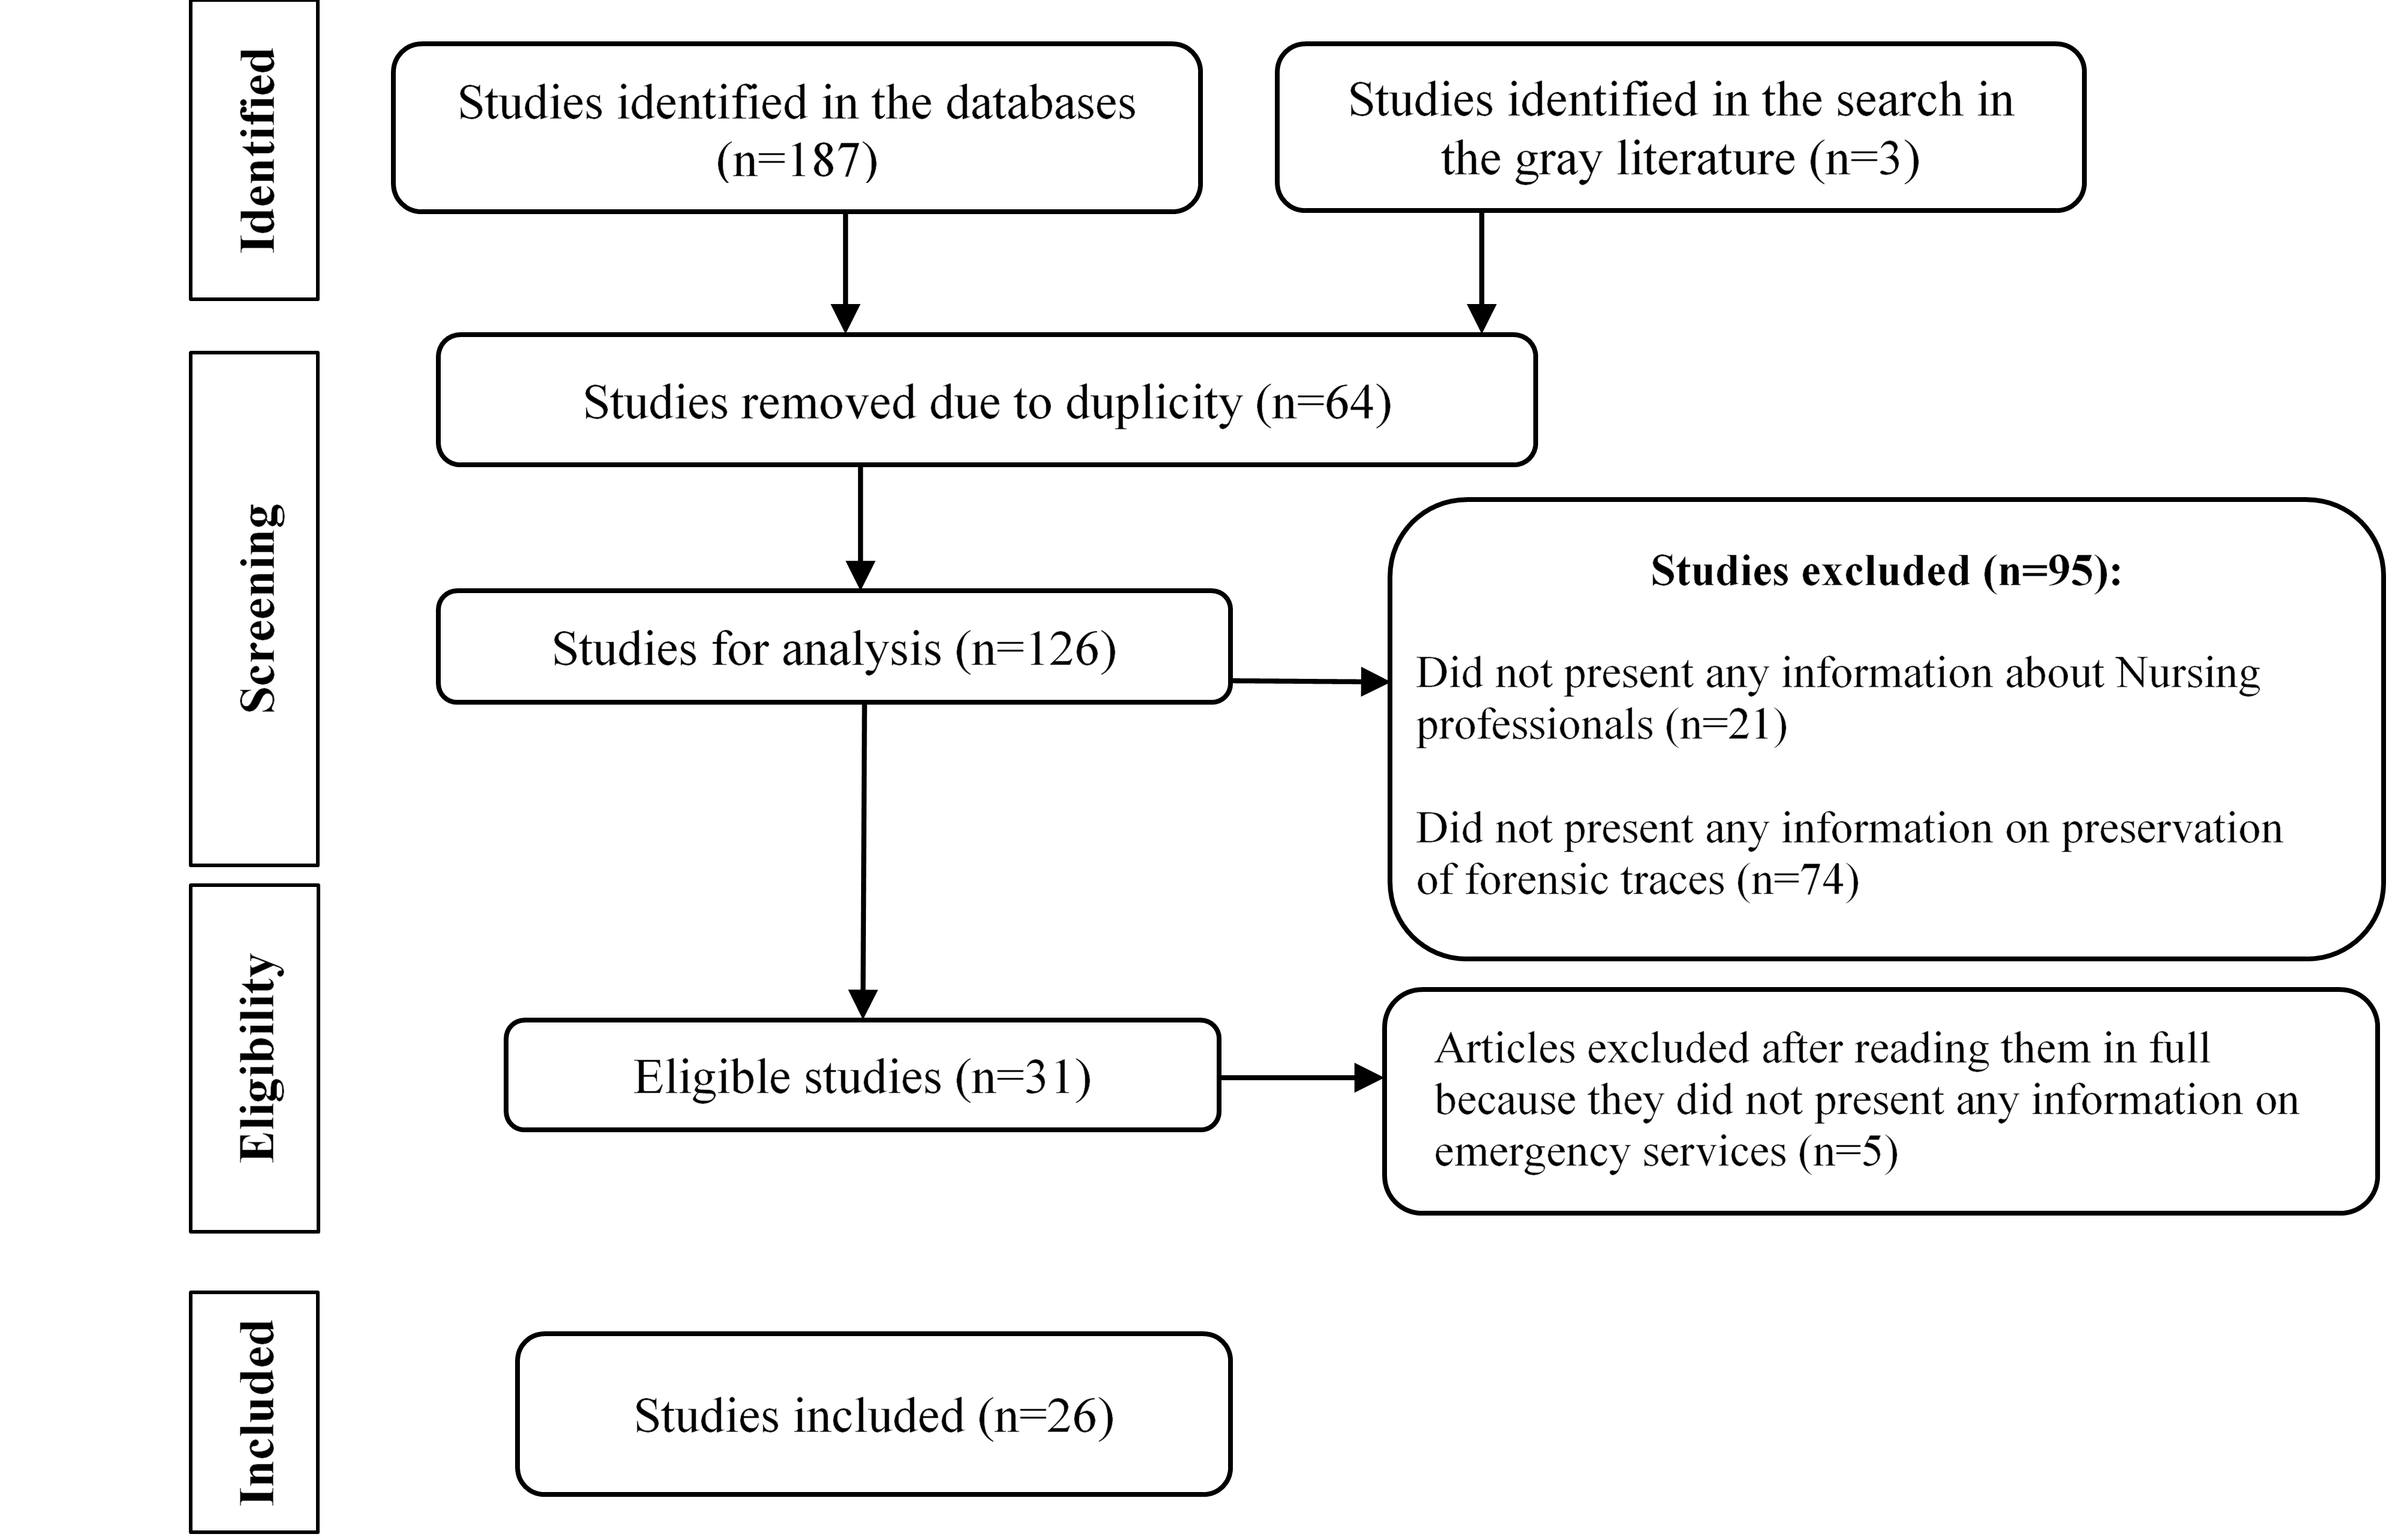 Identified
Studies identified in the databases
(n=187)
Studies identified in the search in
the gray literature (n=3)
Screening
Studies removed due to duplicity (n=64)
Studies for analysis (n=126)
Studies excluded (n=95):
Did not present any information about Nursing
professionals (n=21)
Did not present any information on preservation
of forensic traces (n=74)
Eligibility
Eligible studies (n=31)
Articles excluded after reading them in full
because they did not present any information on
emergency services (n=5)
Included
Studies included (n=26)